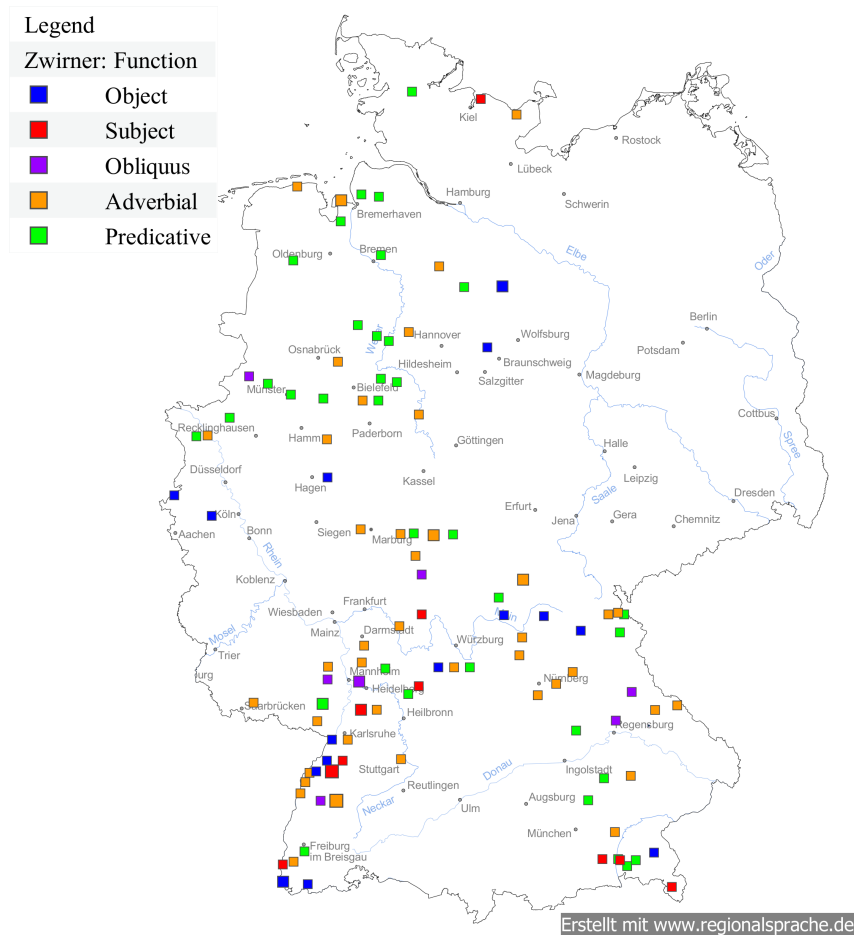 Legend
Zwirner: Function
Object
Subject
Obliquus
Adverbial
Predicative
Kiel
Rostock
Lübeck
Schwerin
Hamburg
Bremerhaven
Oldenburg
Bremen
Elbe
Oder
Weser
Hannover
Wolfsburg
Berlin
Osnabrück
Hildesheim
Braunschweig
Potsdam
Salzgitter
Magdeburg
Münster
Bielefeld
Cottbus
Recklinghausen
Hamm
Paderborn
Göttingen
Halle
Spree
Düsseldorf
Hagen
Kassel
Leipzig
Saale
Dresden
Köln
Erfurt
Jena
Gera
Chemnitz
Aachen
Bonn
Siegen
Marburg
Rhein
Koblenz
Wiesbaden
Frankfurt
Main
Mainz
Darmstadt
Würzburg
Mosel
Trier
urg
Mannheim
Heidelberg
Nürnberg
Saarbrücken
Heilbronn
Regensburg
Karlsruhe
Stuttgart
Donau
Ingolstadt
Reutlingen
Neckar
Ulm
Augsburg
München
Freiburg
im Breisgau
Erstellt mit www.regionalsprache.de